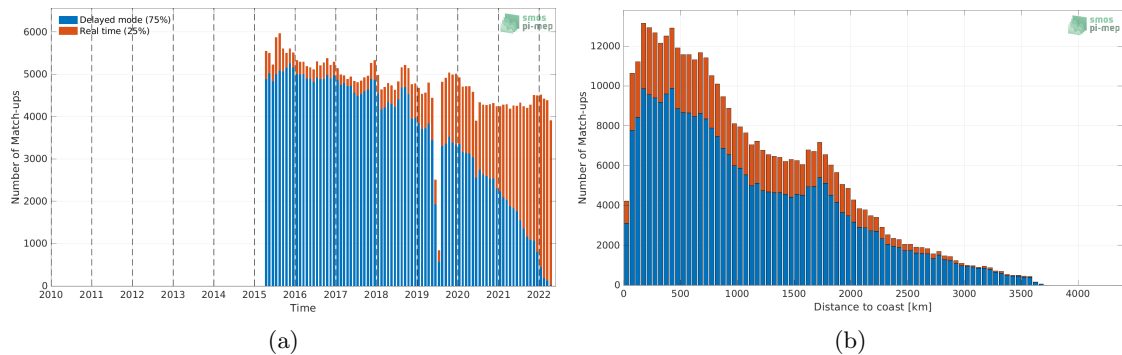 Delayed mode (75%)
Real time (25%)
smos
pi-mep
Number of Match-ups
6000
5000
4000
3000
2000
1000
0
2010 2011 2012 2013 2014 2015 2016 2017 2018 2019 2020 2021 2022
Time
(a)
smos
pi-mep
Number of Match-ups
12000
10000
8000
6000
4000
2000
0
0 500 1000 1500 2000 2500 3000 3500 4000
Distance to coast [km]
(b)